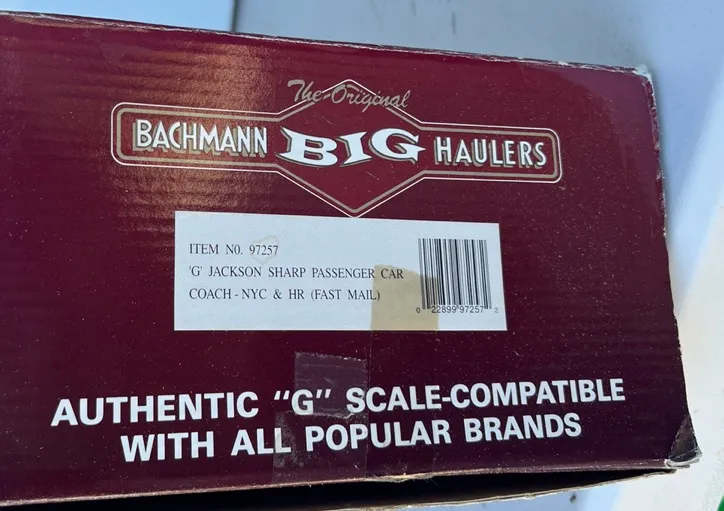 The Original
BACHMANN BIG HAULERS
ITEM NO. 97257
'G' JACKSON SHARP PASSENGER CAR
COACH - NYC & HR (FAST MAIL)
0 22899 97257 2
AUTHENTIC "G" SCALE-COMPATIBLE
WITH ALL POPULAR BRANDS